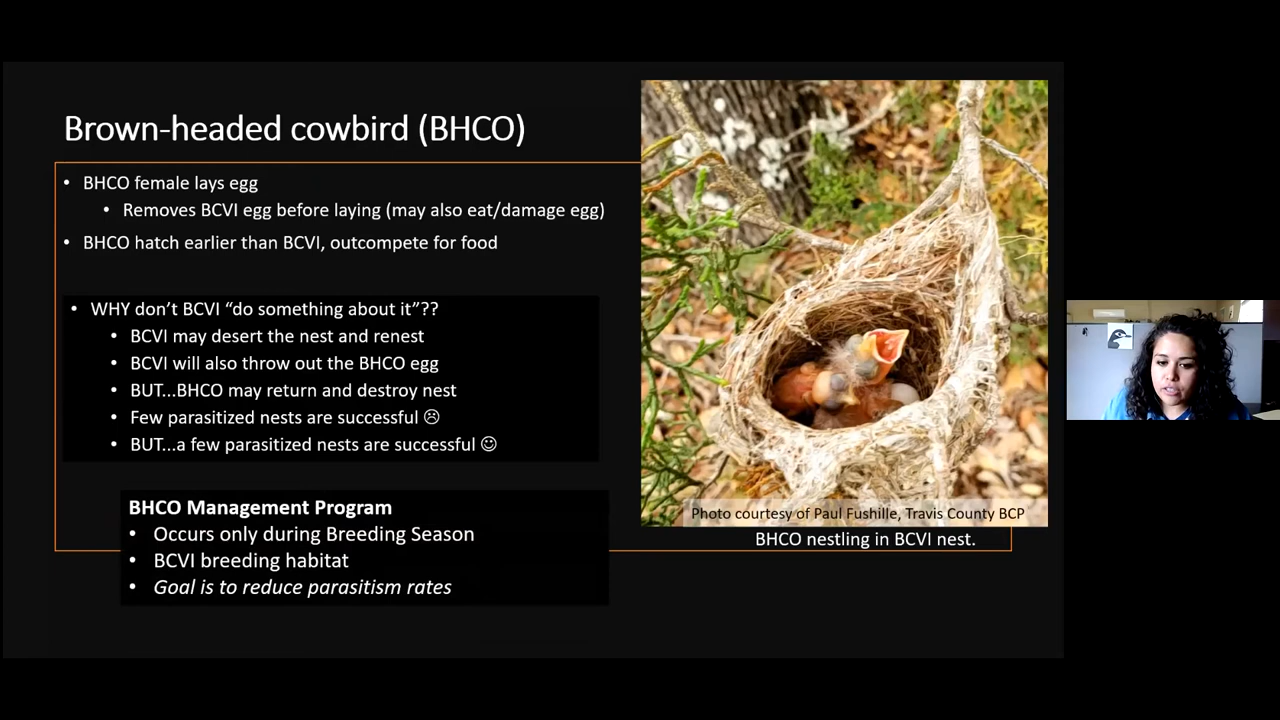 Brown-headed cowbird (BHCO)
• BHCO female lays egg
• Removes BCVI egg before laying (may also eat/damage egg)
• BHCO hatch earlier than BCVI, outcompete for food
• WHY don't BCVI “do something about it”??
• BCVI may desert the nest and renest
• BCVI will also throw out the BHCO egg
• BUT...BHCO may return and destroy nest
• Few parasitized nests are successful ☹
• BUT...a few parasitized nests are successful ☺
BHCO Management Program
• Occurs only during Breeding Season
• BCVI breeding habitat
• Goal is to reduce parasitism rates
Photo courtesy of Paul Fushille, Travis County BCP
BHCO nestling in BCVI nest.